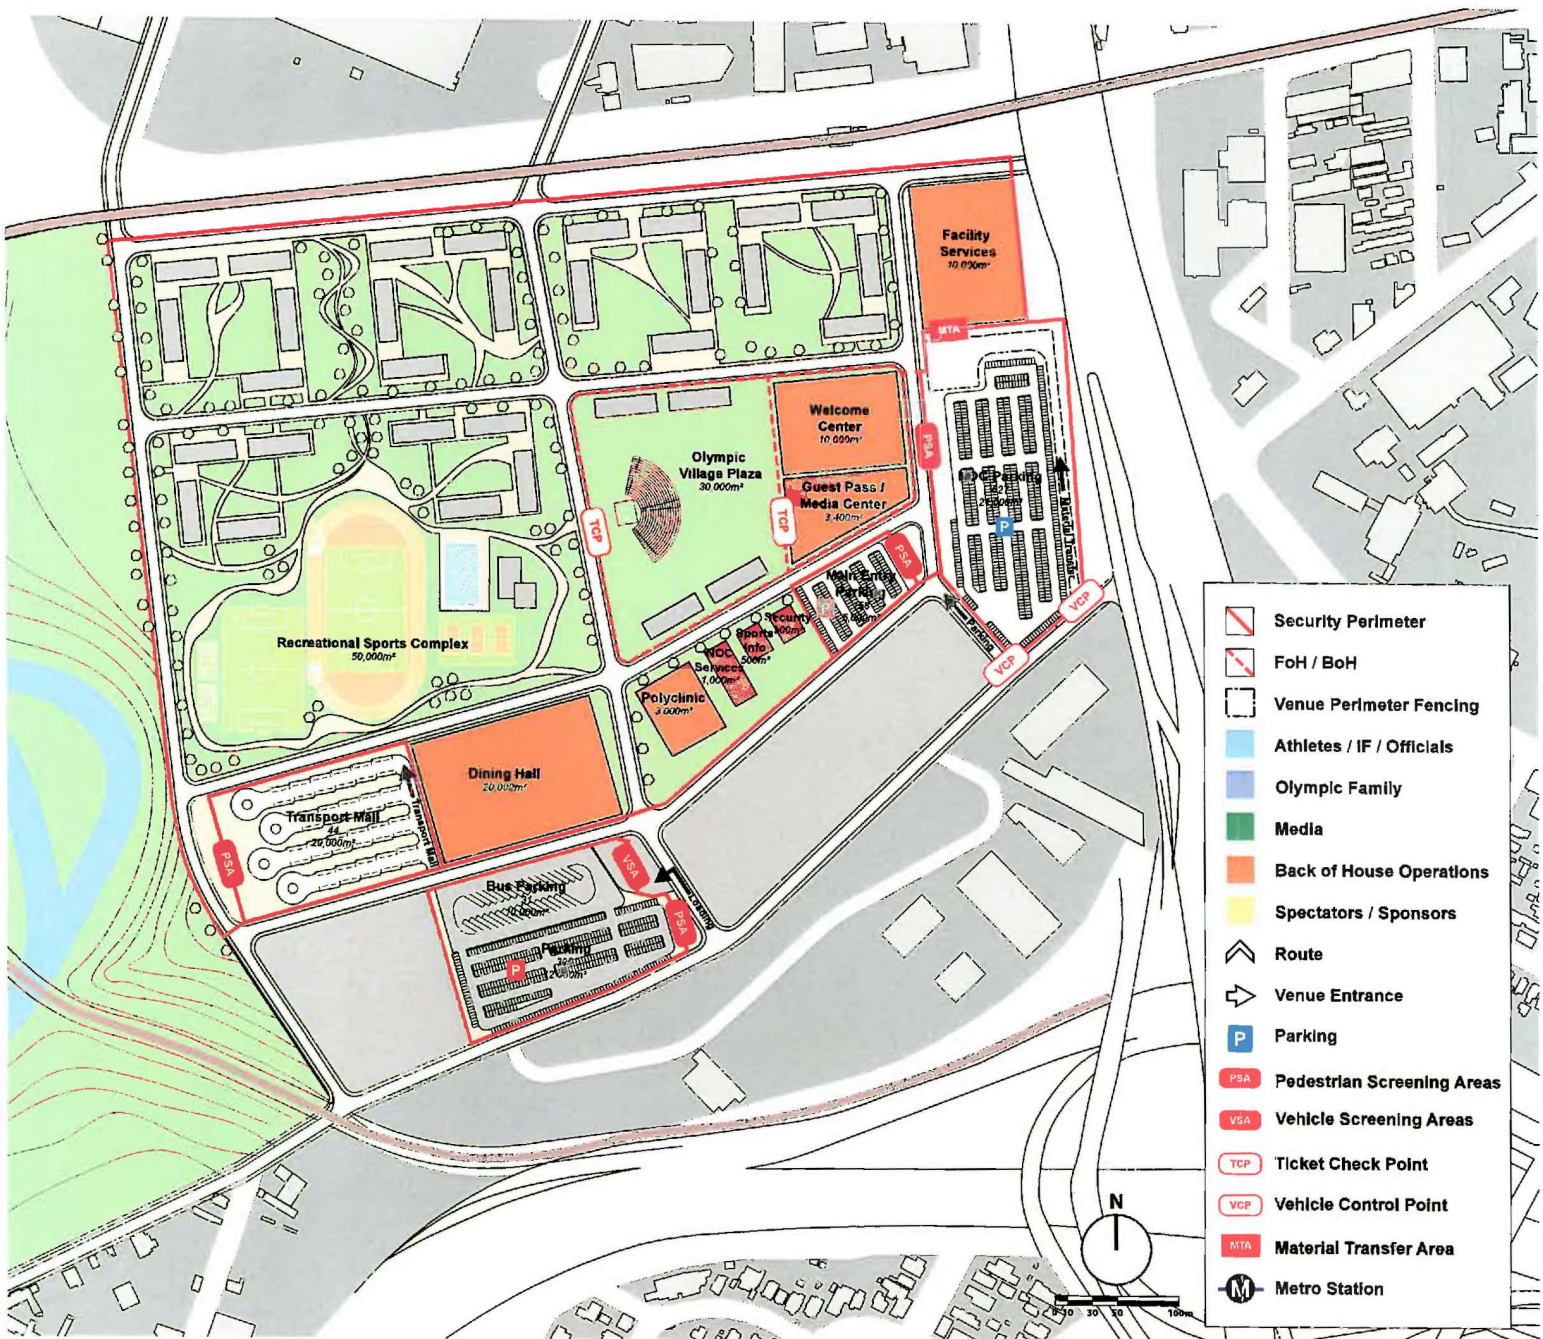 Facility
Services
10,000m²
MTA
Welcome
Center
10,000m²
PSA
Olympic
Village Plaza
30,000m²
Guest Pass /
Media Center
3,400m²
Parking
P
Material Transfer
TCP
TCP
PSA
Main Entry
Parking
P
VCP
Parking
VCP
Security
Sports
Info
500m²
NOC
Services
1,000m²
Polyclinic
3,000m²
Recreational Sports Complex
50,000m²
Dining Hall
20,000m²
Transport Mall
44
20,000m²
Transport Mall
PSA
VSA
Bus Parking
Loading
PSA
Parking
P
Security Perimeter
FoH / BoH
Venue Perimeter Fencing
Athletes / IF / Officials
Olympic Family
Media
Back of House Operations
Spectators / Sponsors
Route
Venue Entrance
P Parking
PSA Pedestrian Screening Areas
VSA Vehicle Screening Areas
TCP Ticket Check Point
VCP Vehicle Control Point
MTA Material Transfer Area
M Metro Station
N
0 10 30 50 100m